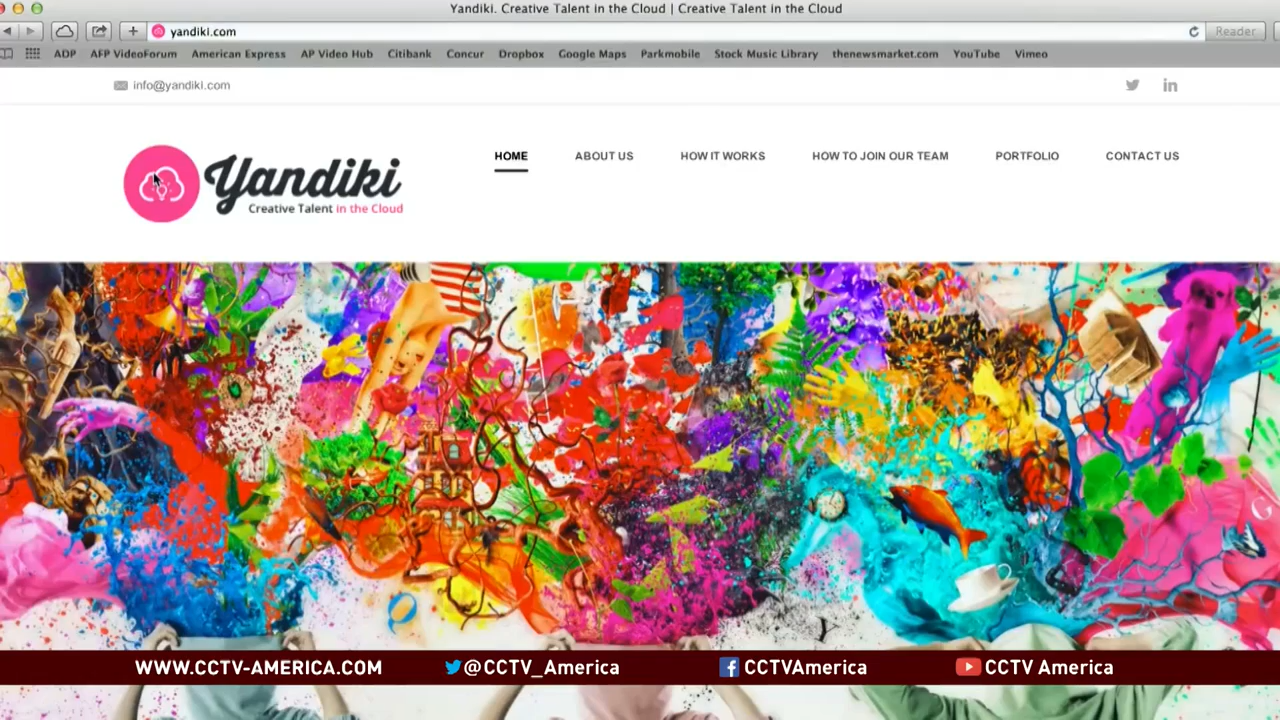 Yandiki. Creative Talent in the Cloud | Creative Talent in the Cloud
yandiki.com
Reader
ADP AFP VideoForum American Express AP Video Hub Citibank Concur Dropbox Google Maps Parkmobile Stock Music Library thenewsmarket.com YouTube Vimeo
info@yandiki.com
in
HOME ABOUT US HOW IT WORKS HOW TO JOIN OUR TEAM PORTFOLIO CONTACT US
Yandiki
Creative Talent in the Cloud
G
WWW.CCTV-AMERICA.COM @CCTV_America CCTVAmerica CCTV America